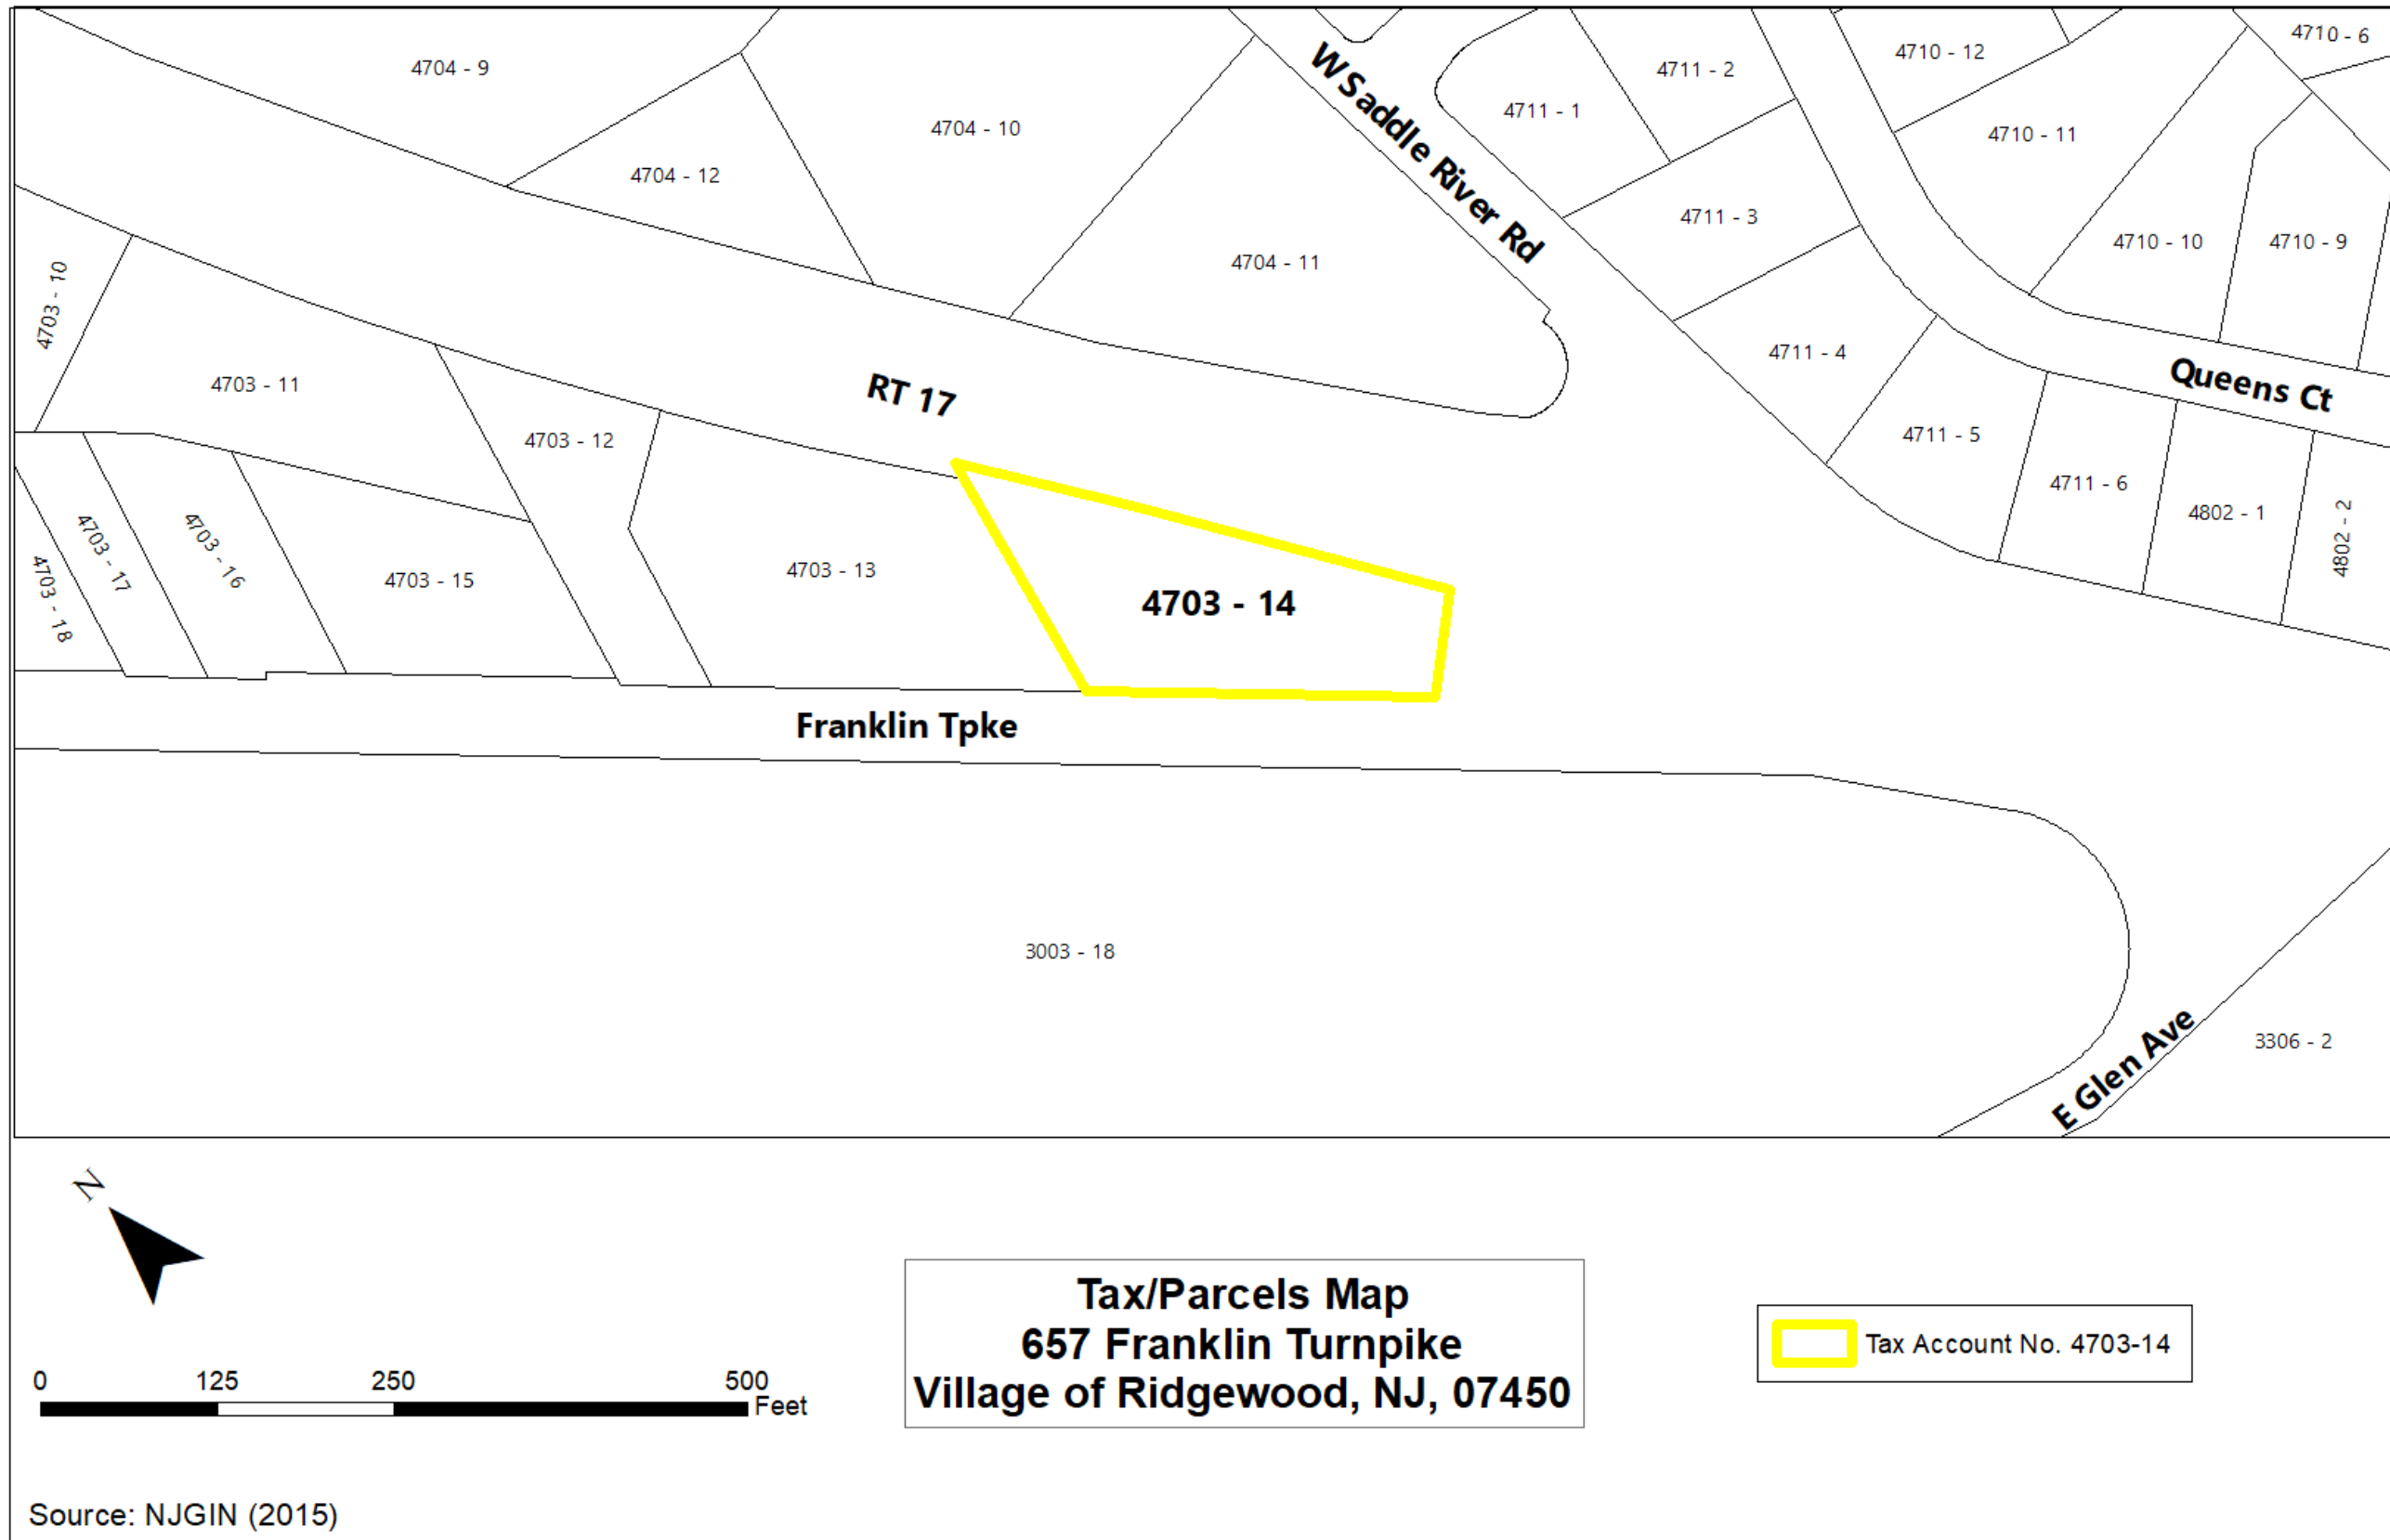 4704 - 9
4704 - 12
4704 - 10
4704 - 11
W Saddle River Rd
4711 - 1
4711 - 2
4711 - 3
4711 - 4
4711 - 5
4711 - 6
4710 - 12
4710 - 11
4710 - 10
4710 - 9
4710 - 6
Queens Ct
4802 - 1
4802 - 2
RT 17
4703 - 10
4703 - 11
4703 - 12
4703 - 13
4703 - 14
4703 - 15
4703 - 16
4703 - 17
4703 - 18
Franklin Tpke
3003 - 18
E Glen Ave
3306 - 2
N
0 125 250 500
Feet
Tax/Parcels Map
657 Franklin Turnpike
Village of Ridgewood, NJ, 07450
Tax Account No. 4703-14
Source: NJGIN (2015)